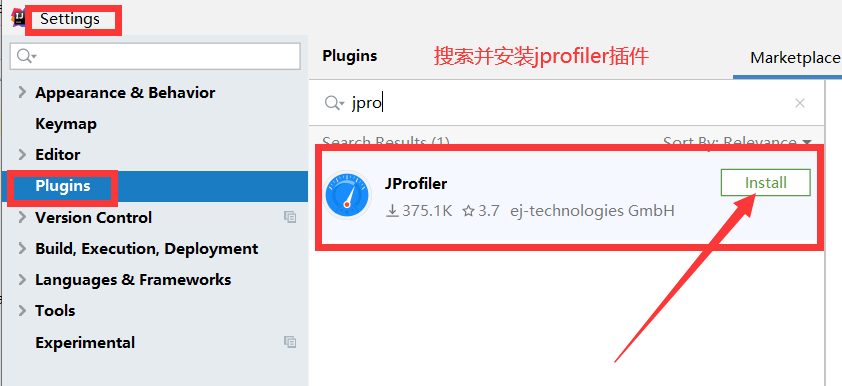 Settings
Appearance & Behavior
Keymap
Editor
Plugins
Version Control
Build, Execution, Deployment
Languages & Frameworks
Tools
Experimental
Plugins
搜索并安装jprofiler插件
Marketplace
jpro
Search Results (1)
Sort By: Relevance
JProfiler
Install
375.1K
3.7
ej-technologies GmbH